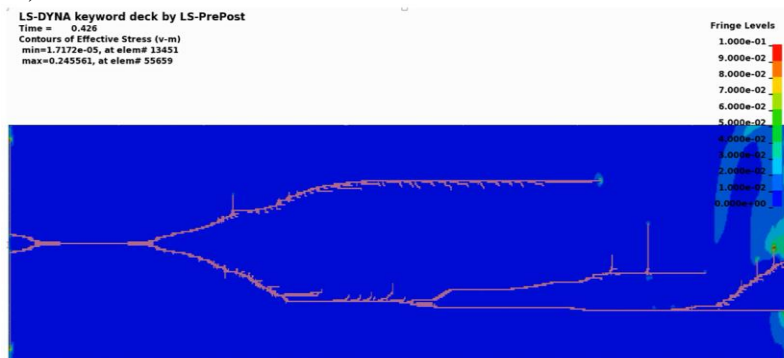 LS-DYNA keyword deck by LS-PrePost
Time = 0.426
Contours of Effective Stress (v-m)
min=1.7172e-05, at elem# 13451
max=0.245561, at elem# 55659
Fringe Levels
1.000e-01
9.000e-02
8.000e-02
7.000e-02
6.000e-02
5.000e-02
4.000e-02
3.000e-02
2.000e-02
1.000e-02
0.000e+00